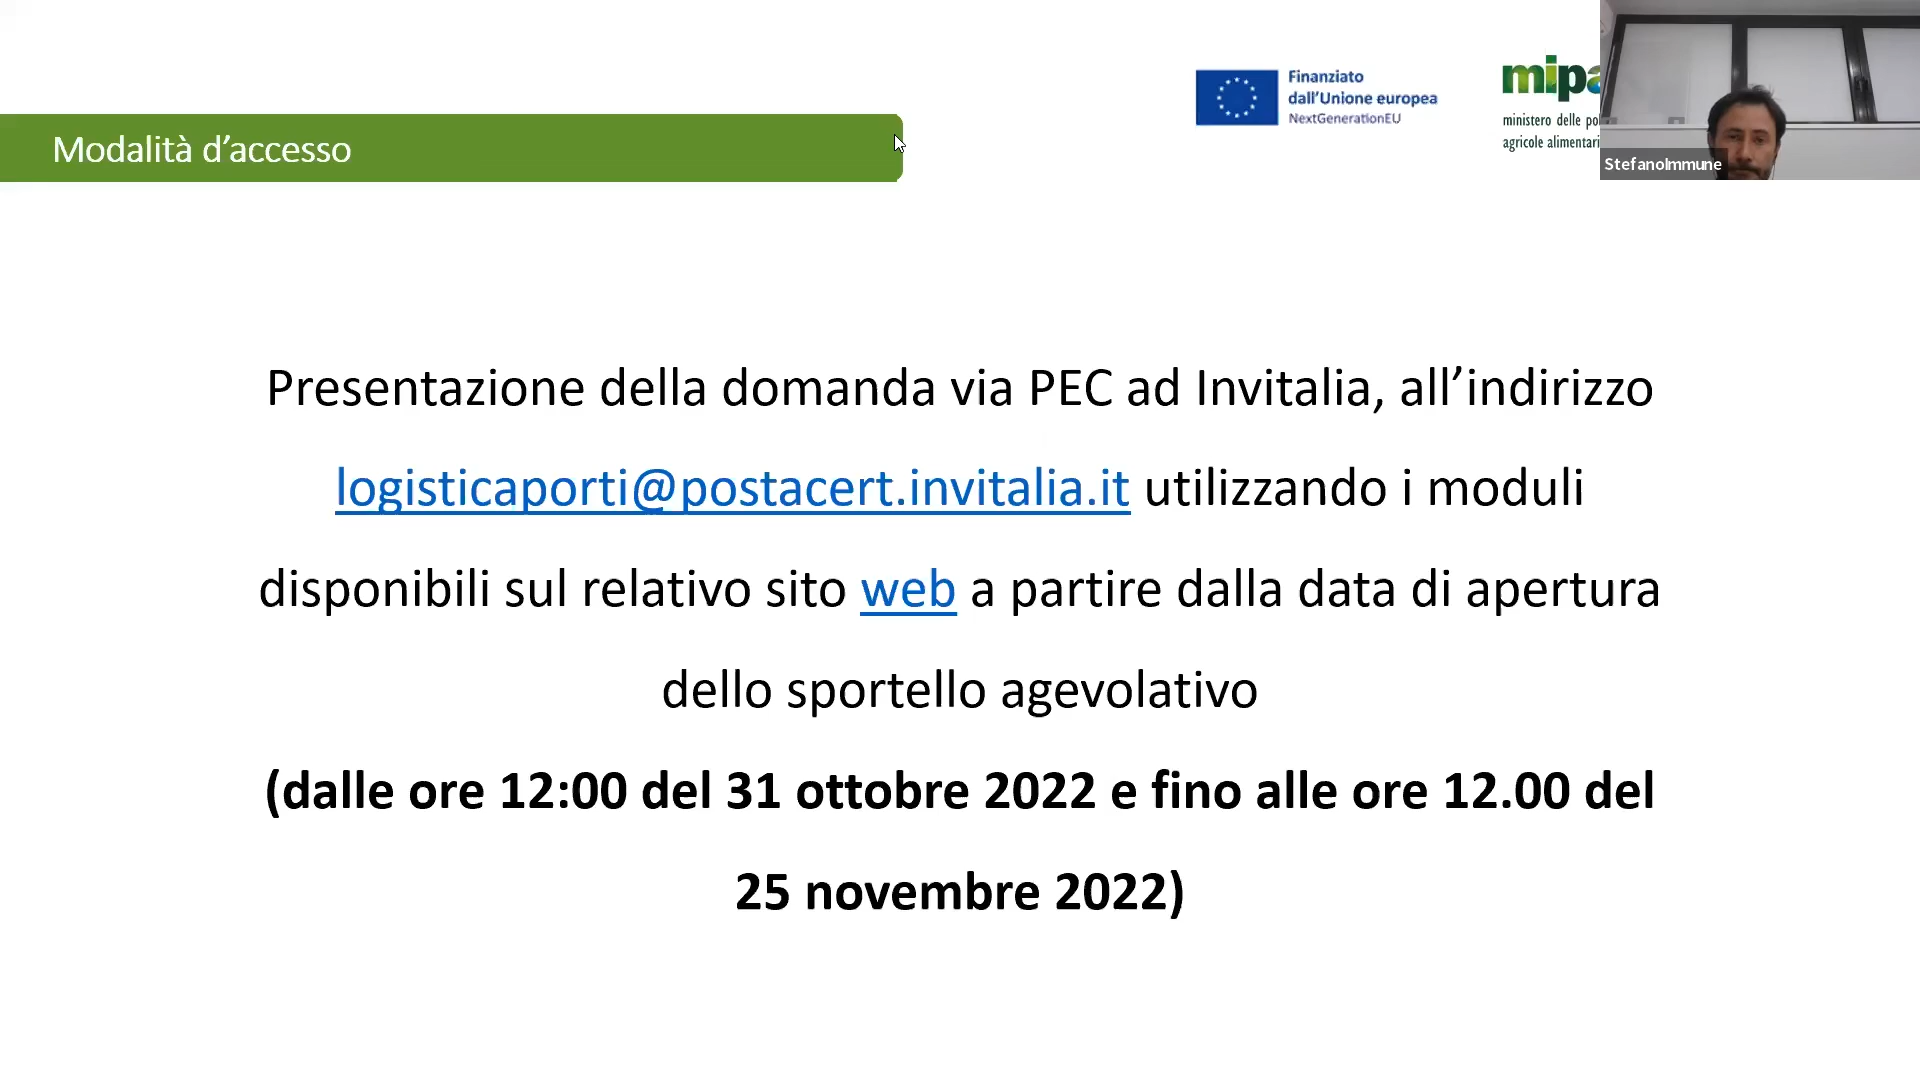 Finanziato
dall'Unione europea
NextGenerationEU
ministero delle
agricole alimentari
StefanoImmune
Modalità d'accesso
Presentazione della domanda via PEC ad Invitalia, all'indirizzo
logisticaporti@postacert.invitalia.it utilizzando i moduli
disponibili sul relativo sito web a partire dalla data di apertura
dello sportello agevolativo
(dalle ore 12:00 del 31 ottobre 2022 e fino alle ore 12.00 del
25 novembre 2022)